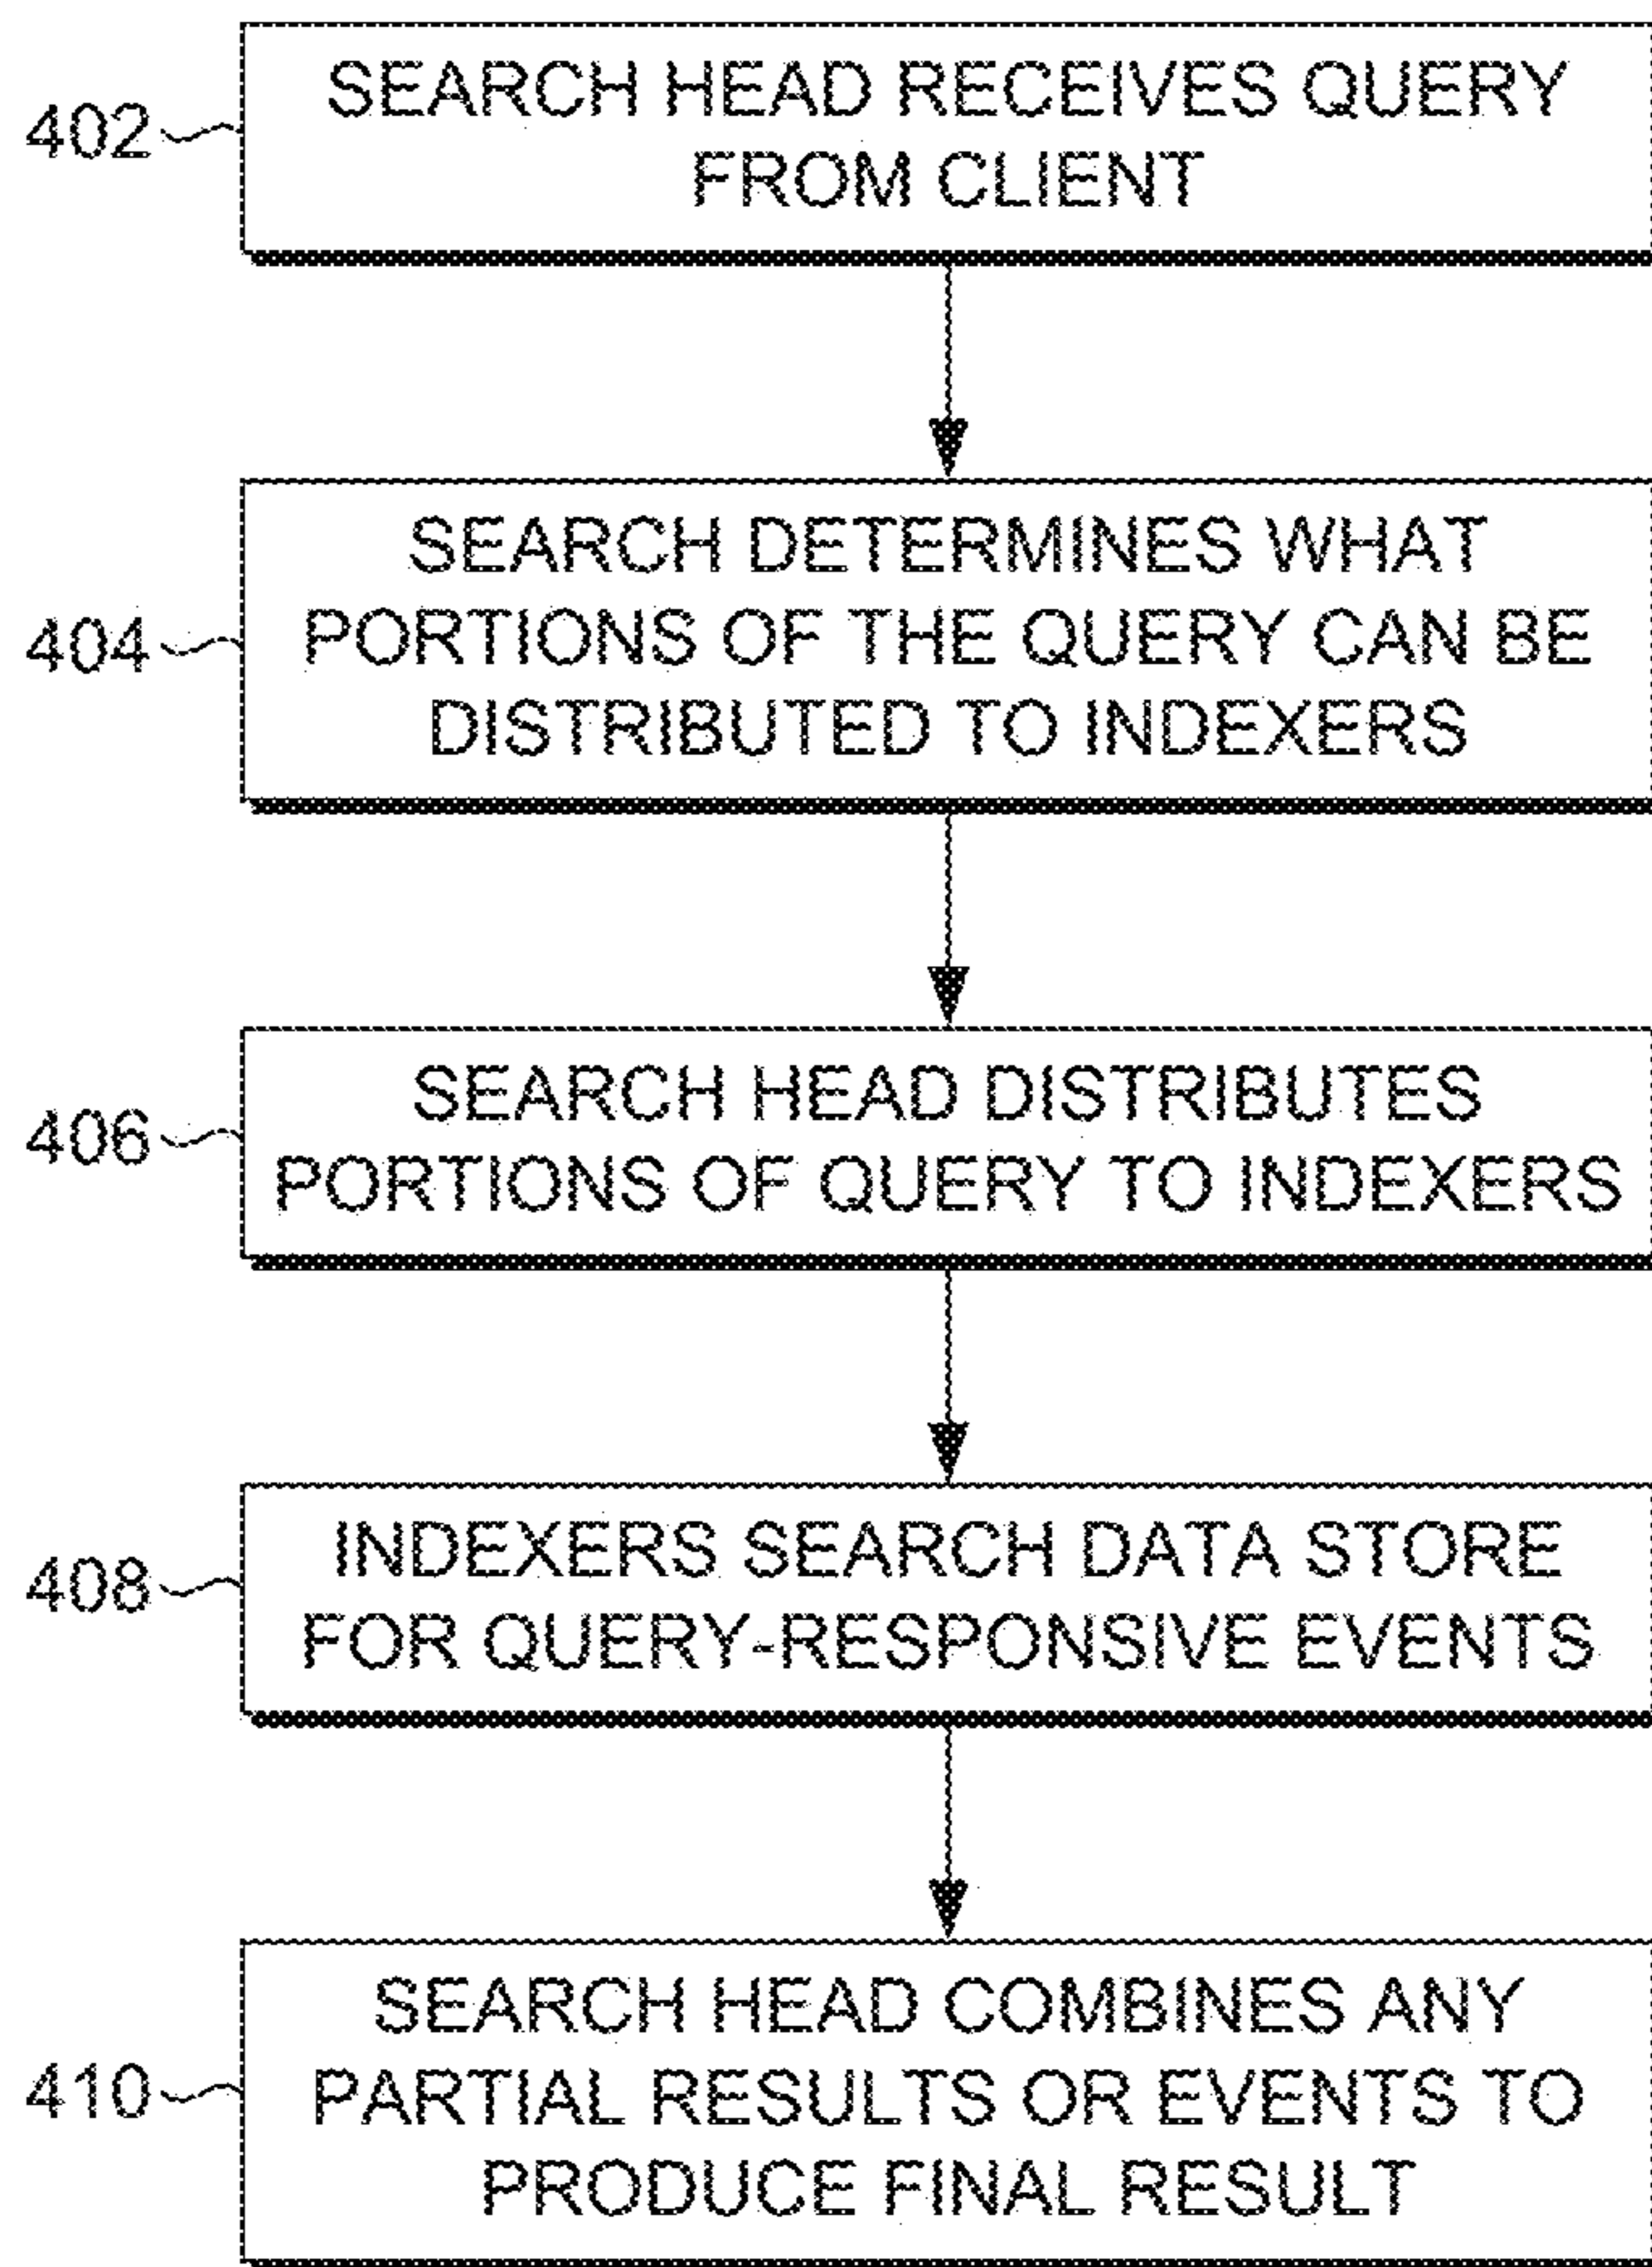 402
SEARCH HEAD RECEIVES QUERY
FROM CLIENT
404
SEARCH DETERMINES WHAT
PORTIONS OF THE QUERY CAN BE
DISTRIBUTED TO INDEXERS
406
SEARCH HEAD DISTRIBUTES
PORTIONS OF QUERY TO INDEXERS
408
INDEXERS SEARCH DATA STORE
FOR QUERY-RESPONSIVE EVENTS
410
SEARCH HEAD COMBINES ANY
PARTIAL RESULTS OR EVENTS TO
PRODUCE FINAL RESULT